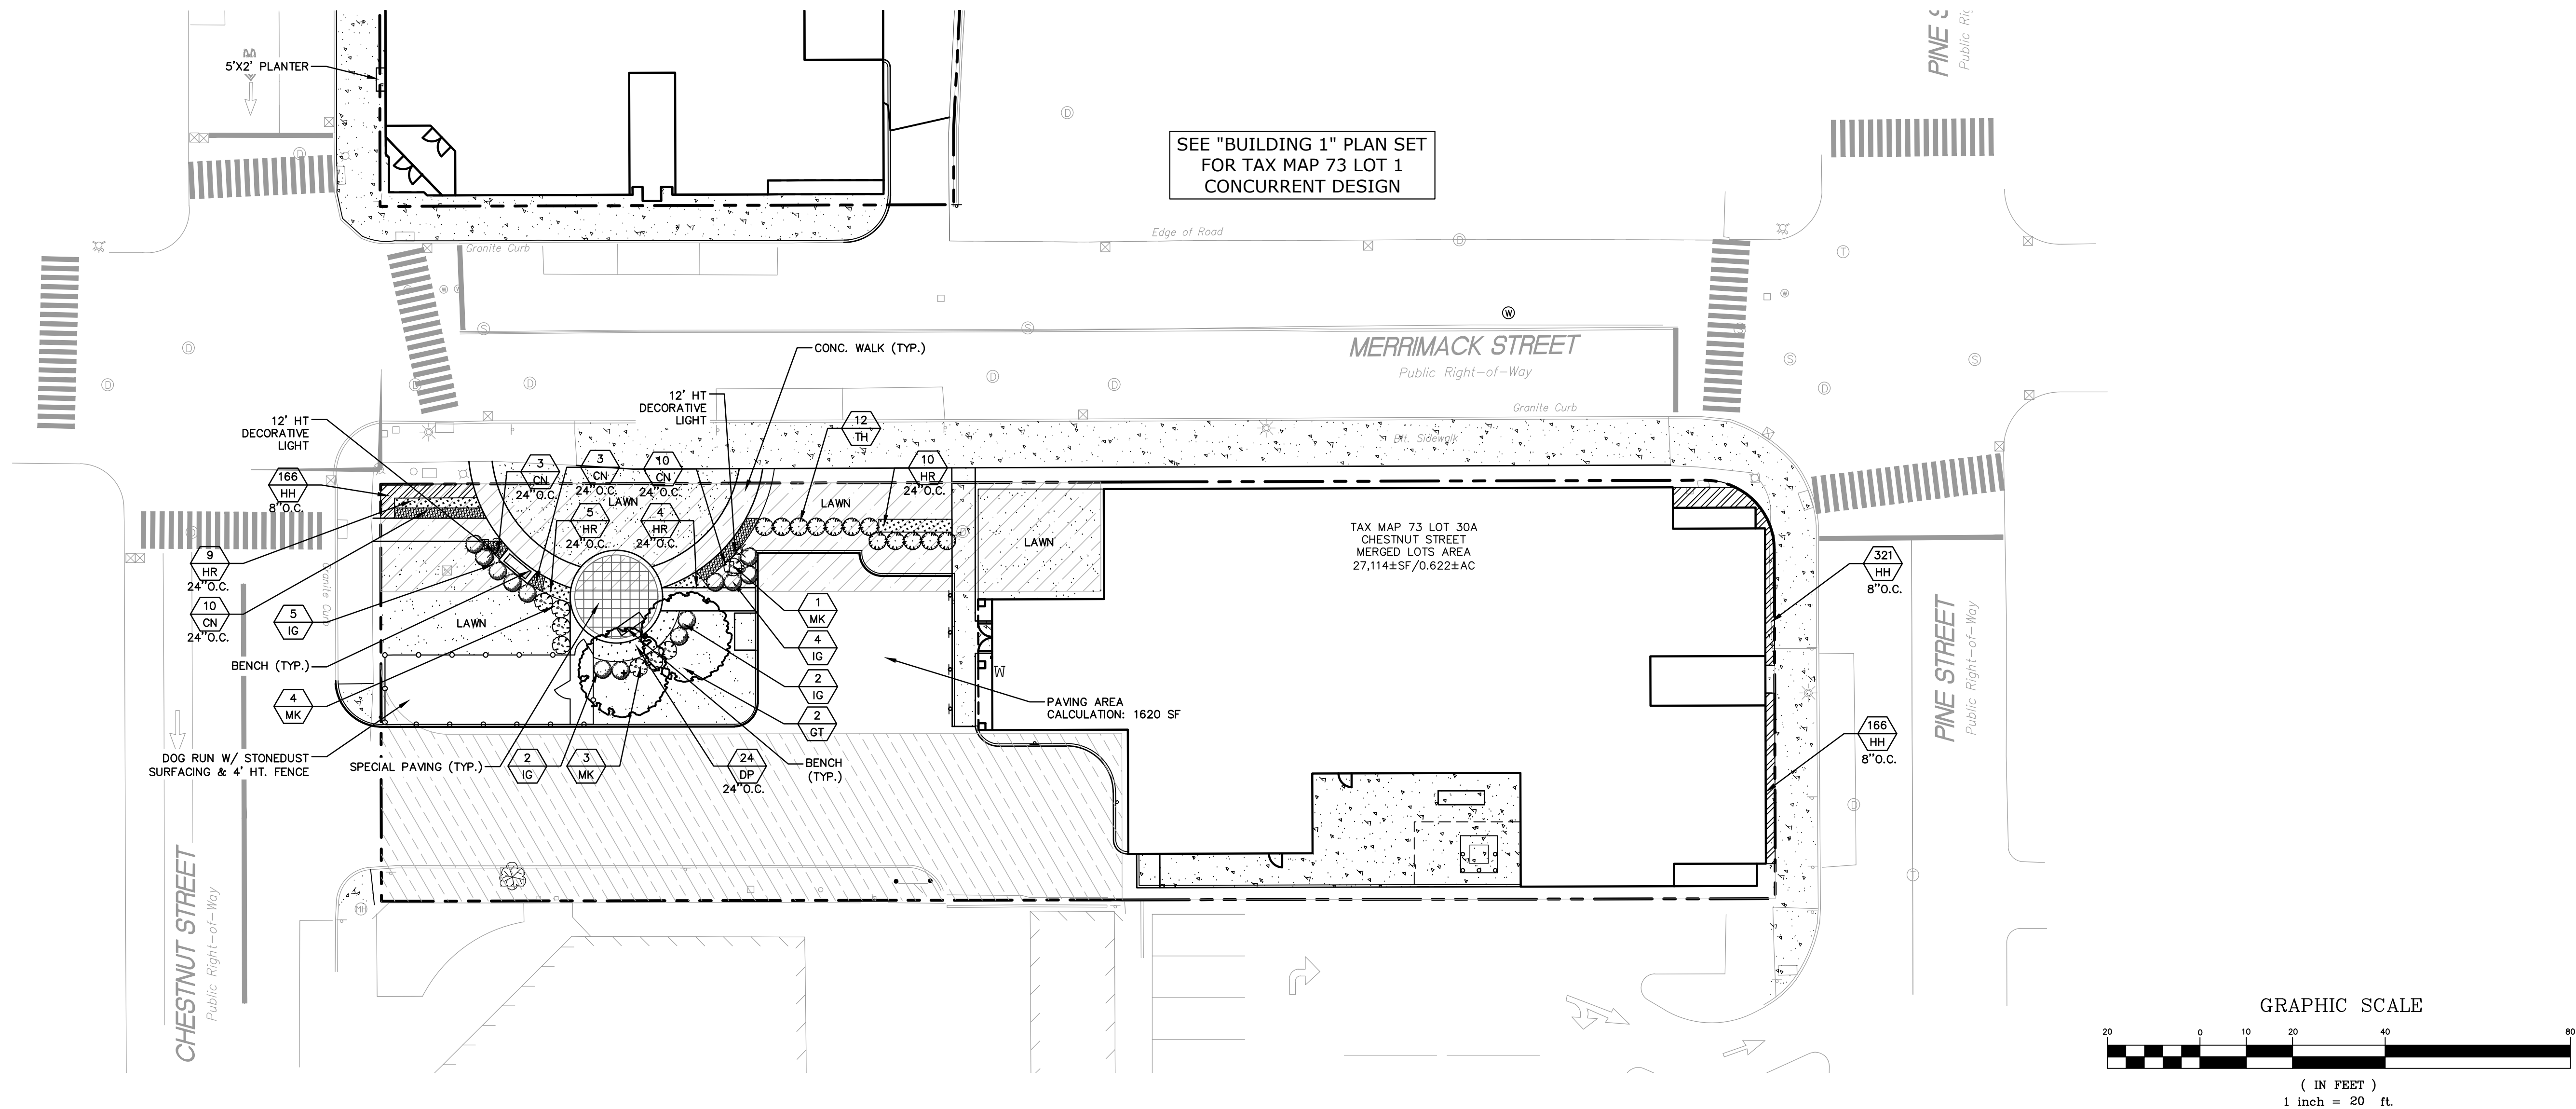 PINE S
Public Rig
5'X2' PLANTER
SEE "BUILDING 1" PLAN SET
FOR TAX MAP 73 LOT 1
CONCURRENT DESIGN
Edge of Road
Granite Curb
MERRIMACK STREET
Public Right-of-Way
CONC. WALK (TYP.)
12' HT
DECORATIVE
LIGHT
12' HT
DECORATIVE
LIGHT
Granite Curb
Bit. Sidewalk
12
TH
3
CN
24"O.C.
3
CN
24"O.C.
10
CN
24"O.C.
10
HR
24"O.C.
166
HH
8"O.C.
LAWN
LAWN
5
HR
24"O.C.
4
HR
24"O.C.
LAWN
TAX MAP 73 LOT 30A
CHESTNUT STREET
MERGED LOTS AREA
27,114±SF/0.622±AC
9
HR
24"O.C.
10
CN
24"O.C.
Granite Curb
5
IG
LAWN
BENCH (TYP.)
4
MK
1
MK
4
IG
2
IG
2
GT
321
HH
8"O.C.
PINE STREET
Public Right-of-Way
PAVING AREA
CALCULATION: 1620 SF
166
HH
8"O.C.
DOG RUN W/ STONEDUST
SURFACING & 4' HT. FENCE
SPECIAL PAVING (TYP.)
2
IG
3
MK
24
DP
24"O.C.
BENCH
(TYP.)
CHESTNUT STREET
Public Right-of-Way
GRAPHIC SCALE
20 0 10 20 40 80
( IN FEET )
1 inch = 20 ft.